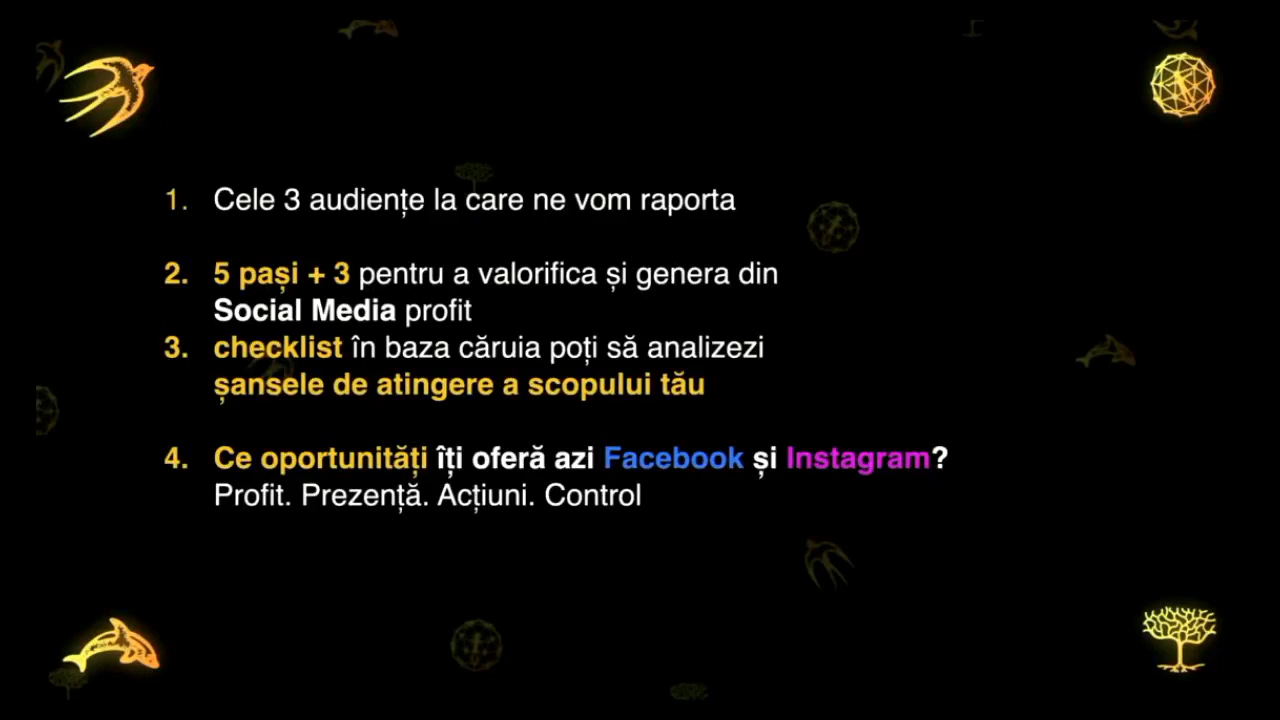 1. Cele 3 audiențe la care ne vom raporta
2. 5 pași + 3 pentru a valorifica și genera din
Social Media profit
3. checklist în baza căruia poți să analizezi
șansele de atingere a scopului tău
4. Ce oportunități îți oferă azi Facebook și Instagram?
Profit. Prezență. Acțiuni. Control